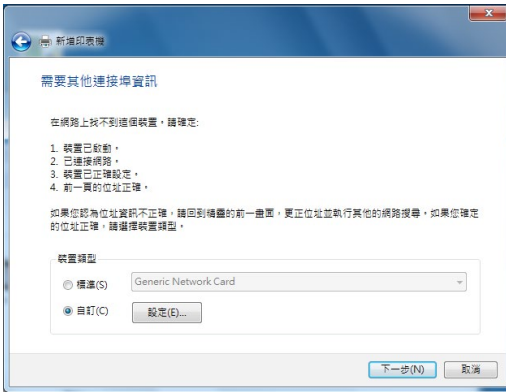 新增印表機
需要其他連接埠資訊
在網路上找不到這個裝置，請確定:
1. 裝置已啟動。
2. 已連接網路。
3. 裝置已正確設定。
4. 前一頁的位址正確。
如果您認為位址資訊不正確，請回到精靈的前一畫面，更正位址並執行其他的網路搜尋。如果您確定
的位址正確，請選擇裝置類型。
裝置類型
標準(S)
Generic Network Card
自訂(C)
設定(E)...
下一步(N)
取消